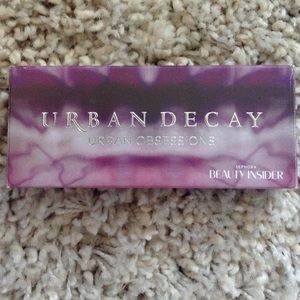 URBAN DECAY
URBAN OBSESSIONS
SEPHORA
BEAUTY INSIDER